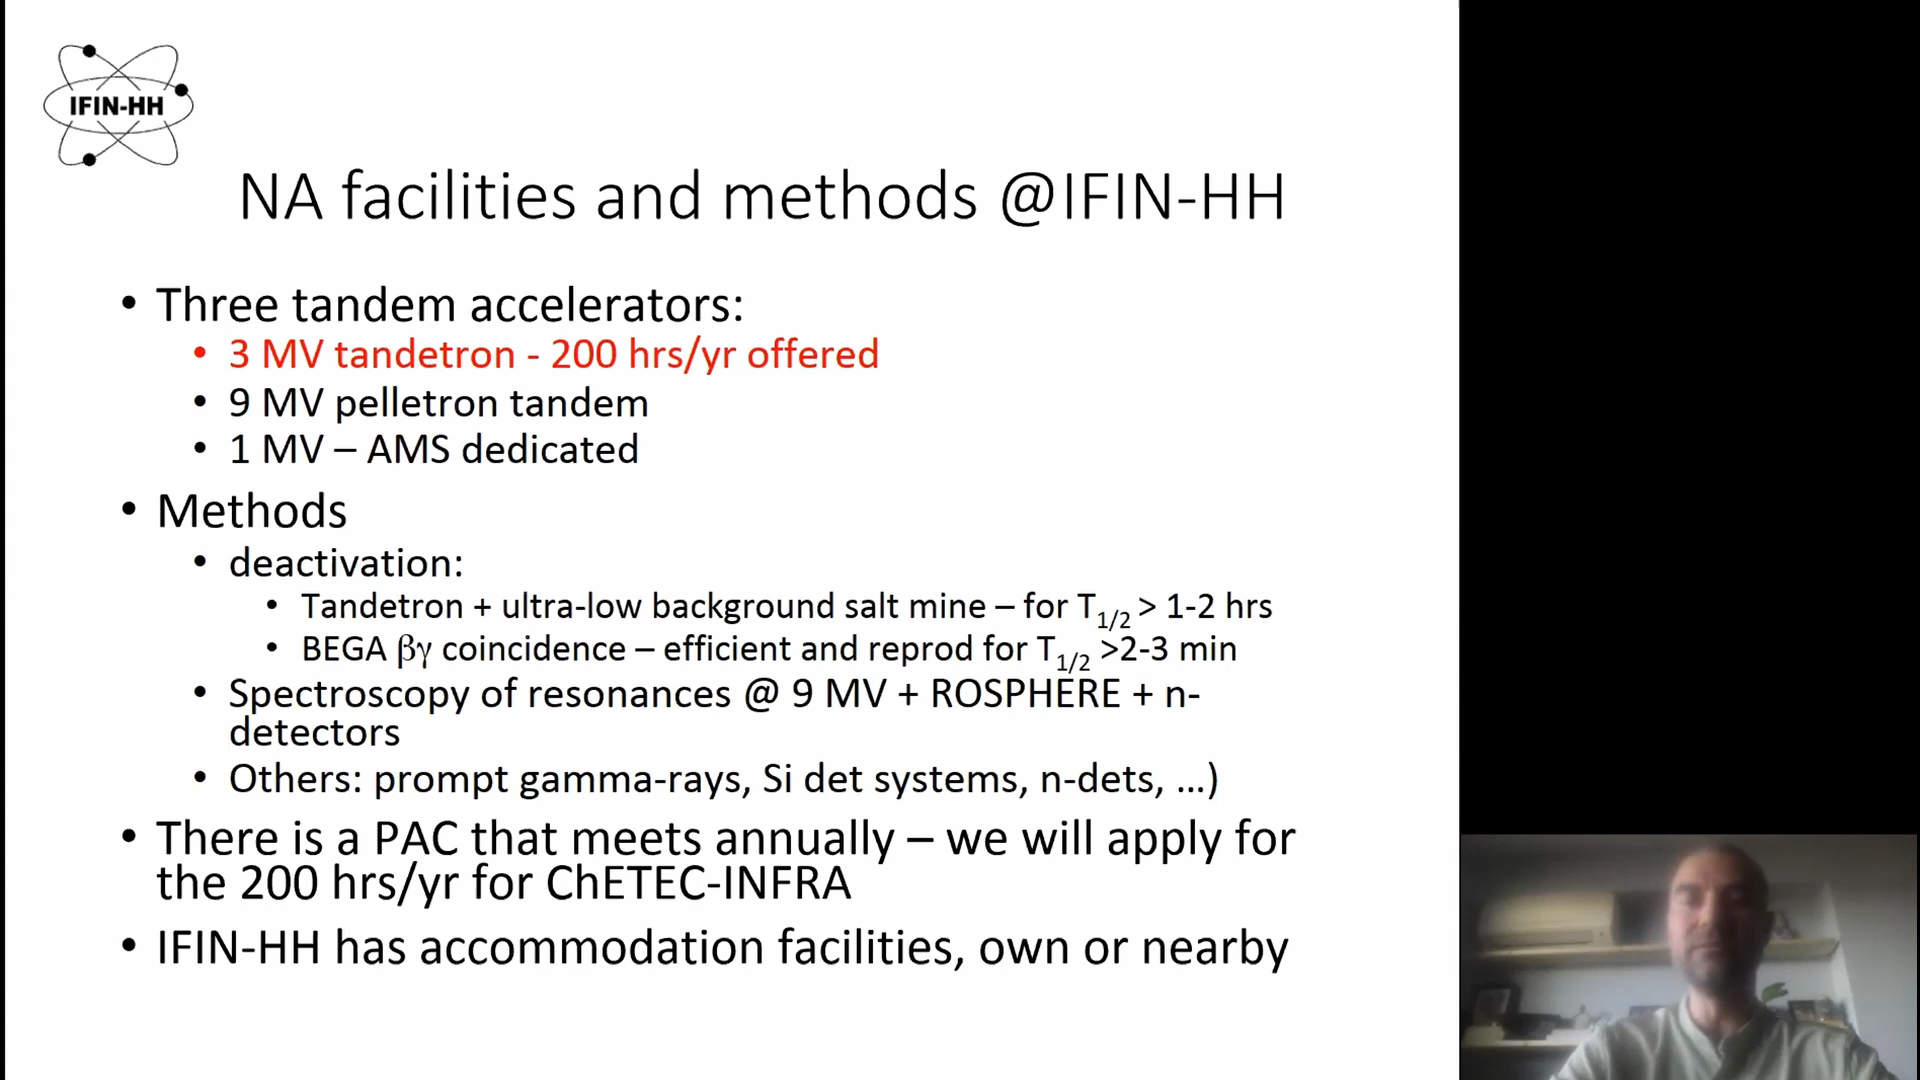 IFIN-HH
NA facilities and methods @IFIN-HH
• Three tandem accelerators:
• 3 MV tandetron - 200 hrs/yr offered
• 9 MV pelletron tandem
• 1 MV – AMS dedicated
• Methods
• deactivation:
• Tandetron + ultra-low background salt mine – for T1/2 > 1-2 hrs
• BEGA βγ coincidence – efficient and reprod for T1/2 >2-3 min
• Spectroscopy of resonances @ 9 MV + ROSPHERE + n-
detectors
• Others: prompt gamma-rays, Si det systems, n-dets, …)
• There is a PAC that meets annually – we will apply for
the 200 hrs/yr for ChETEC-INFRA
• IFIN-HH has accommodation facilities, own or nearby